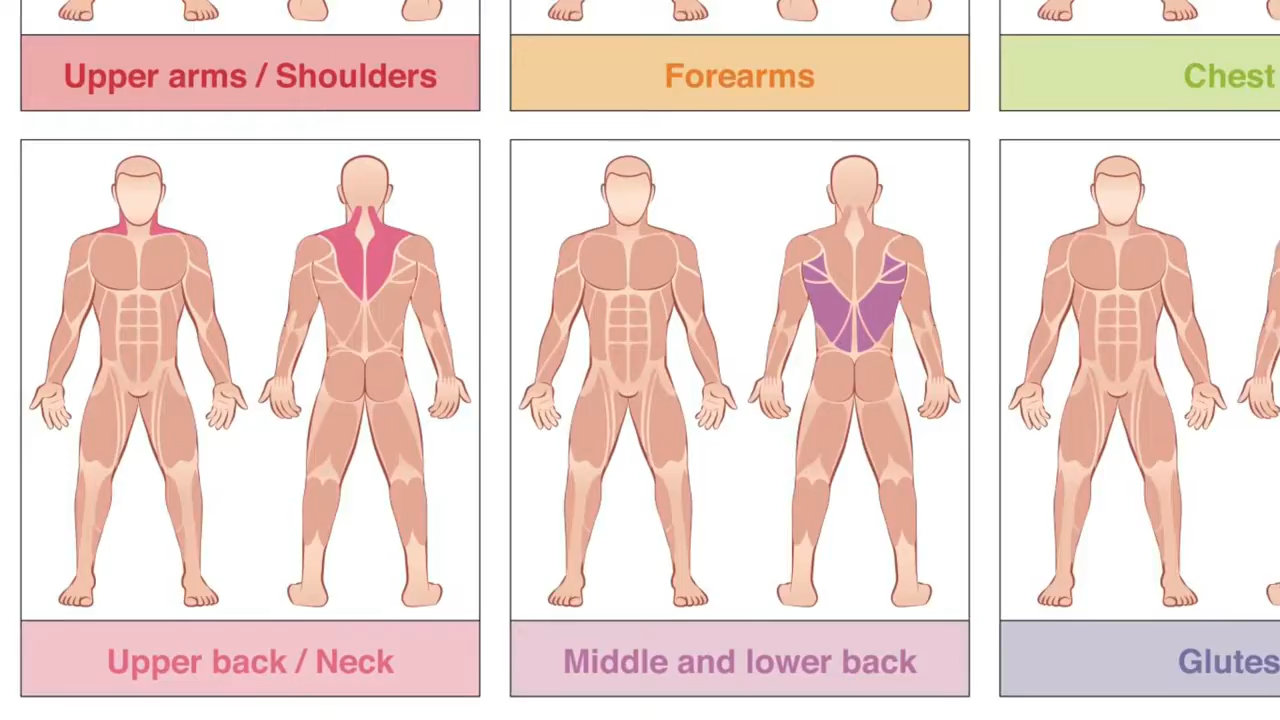 Upper arms / Shoulders
Forearms
Chest
Upper back / Neck
Middle and lower back
Glutes